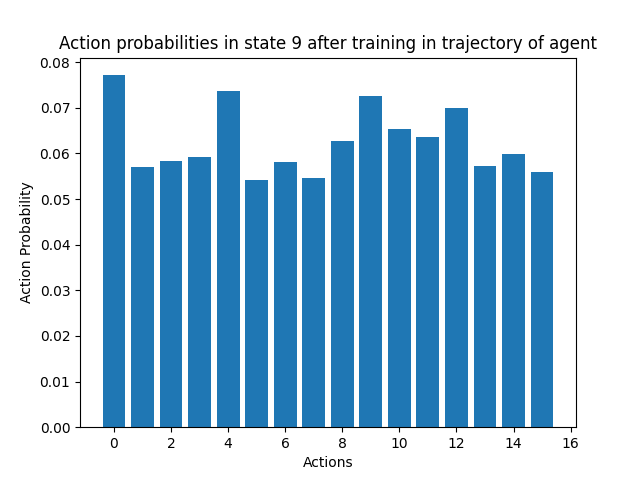 Action probabilities in state 9 after training in trajectory of agent
0.08
0.07
0.06
0.05
0.04
0.03
0.02
0.01
0.00
Action Probability
0 2 4 6 8 10 12 14 16
Actions